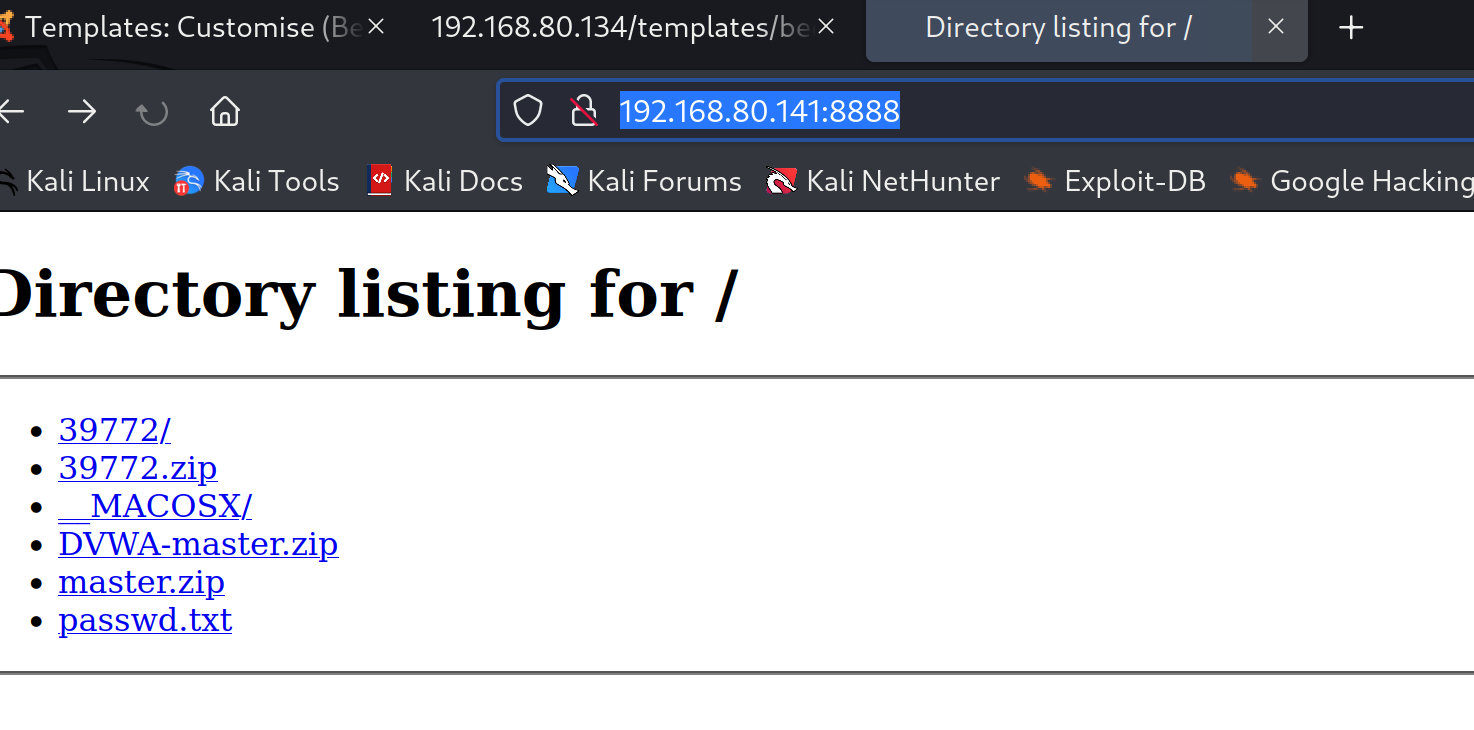 Templates: Customise (Be
192.168.80.134/templates/be
Directory listing for /
192.168.80.141:8888
Kali Linux
Kali Tools
Kali Docs
Kali Forums
Kali NetHunter
Exploit-DB
Google Hacking
Directory listing for /
39772/
39772.zip
__MACOSX/
DVWA-master.zip
master.zip
passwd.txt